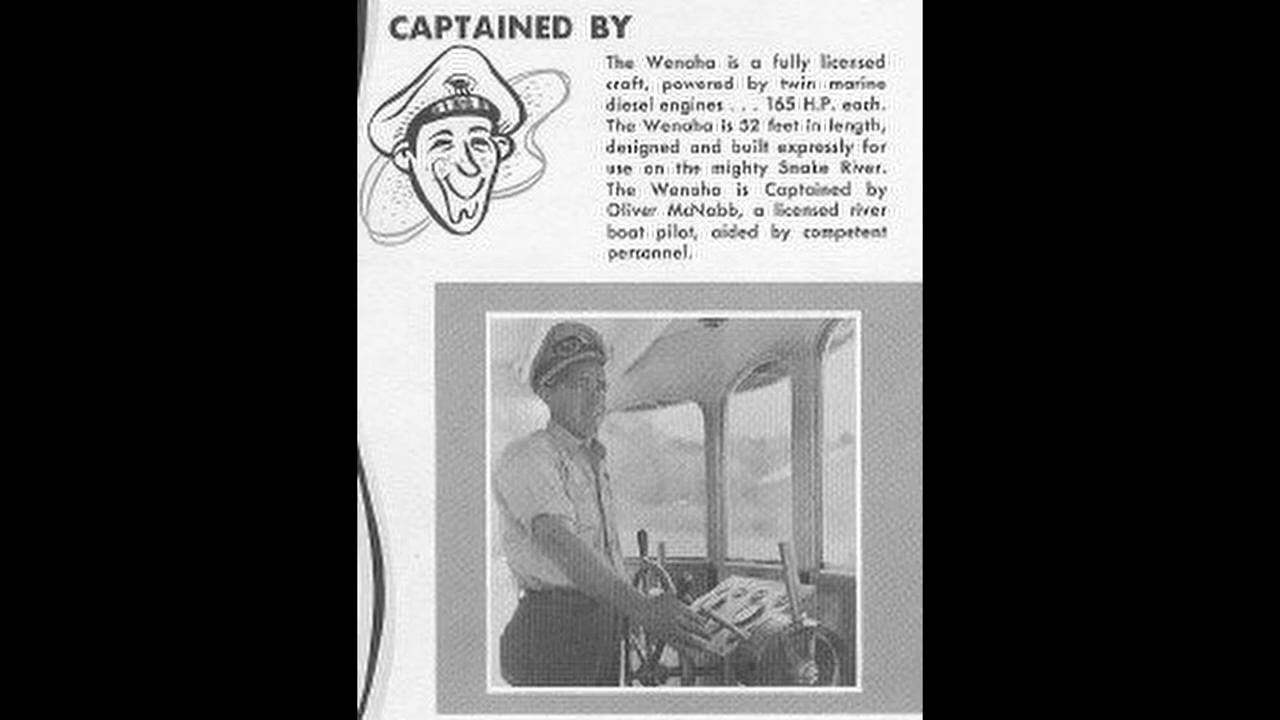 CAPTAINED BY
The Wenaha is a fully licensed
craft, powered by twin marine
diesel engines . . . 165 H.P. each.
The Wenaha is 52 feet in length,
designed and built expressly for
use on the mighty Snake River.
The Wenaha is Captained by
Oliver McNabb, a licensed river
boat pilot, aided by competent
personnel.